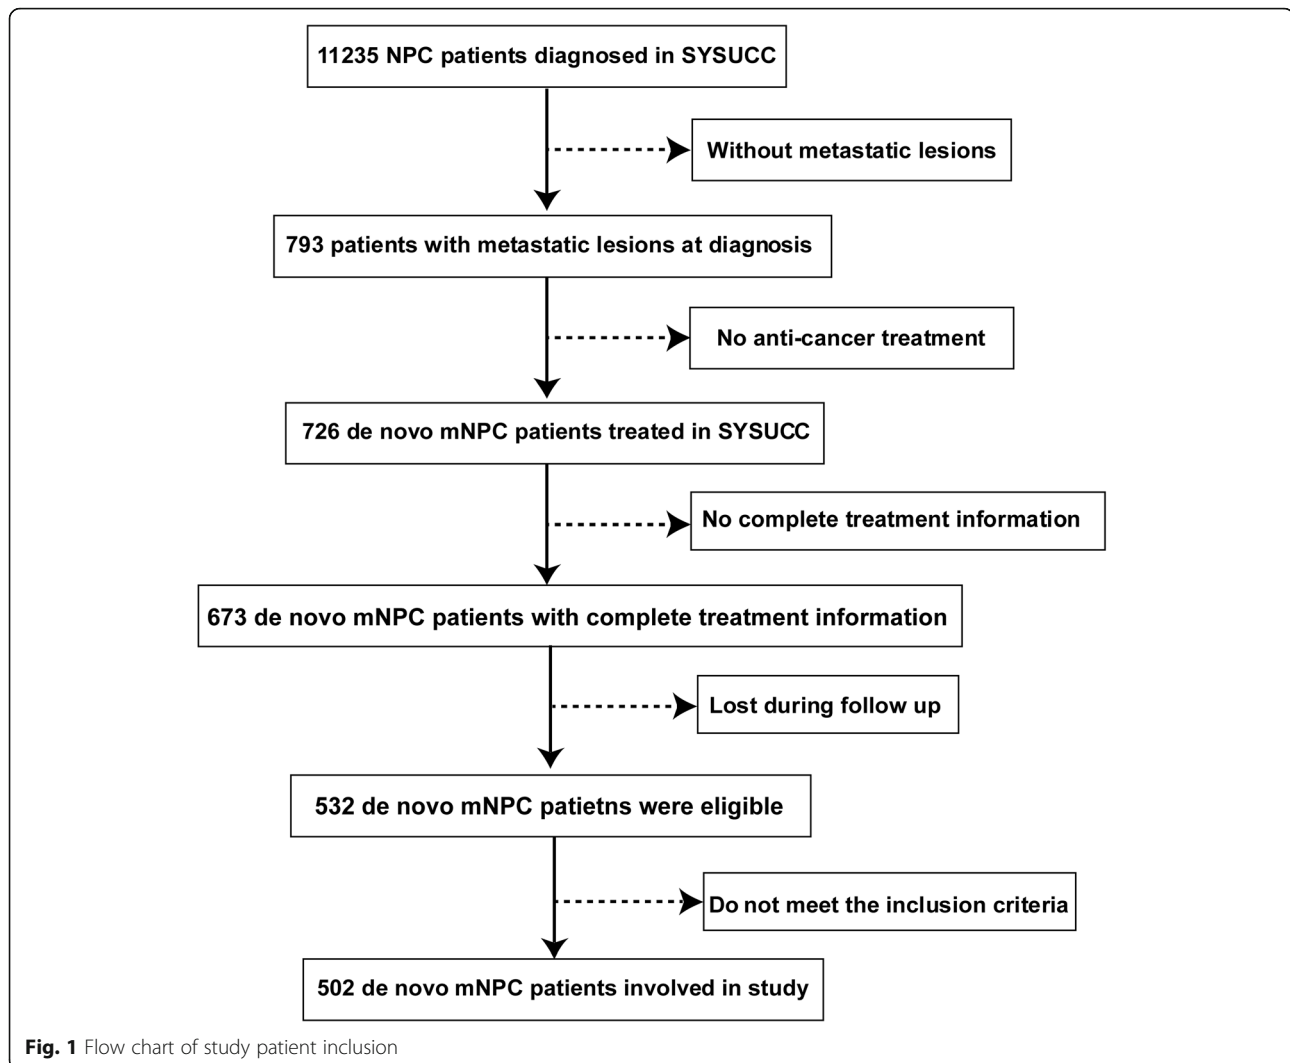 11235 NPC patients diagnosed in SYSUCC
Without metastatic lesions
793 patients with metastatic lesions at diagnosis
No anti-cancer treatment
726 de novo mNPC patients treated in SYSUCC
No complete treatment information
673 de novo mNPC patients with complete treatment information
Lost during follow up
532 de novo mNPC patietns were eligible
Do not meet the inclusion criteria
502 de novo mNPC patients involved in study
Fig. 1 Flow chart of study patient inclusion